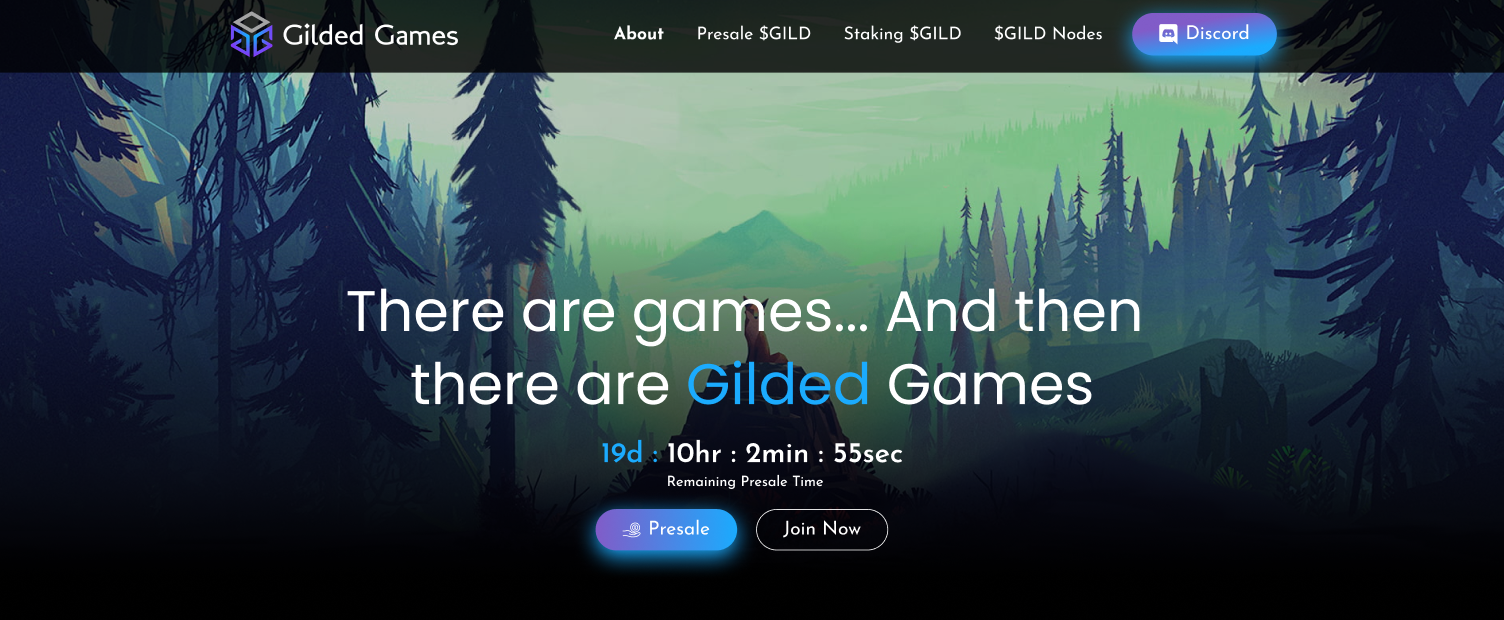 Gilded Games
About
Presale $GILD
Staking $GILD
$GILD Nodes
Discord
There are games... And then
there are Gilded Games
19d : 10hr : 2min : 55sec
Remaining Presale Time
Presale
Join Now